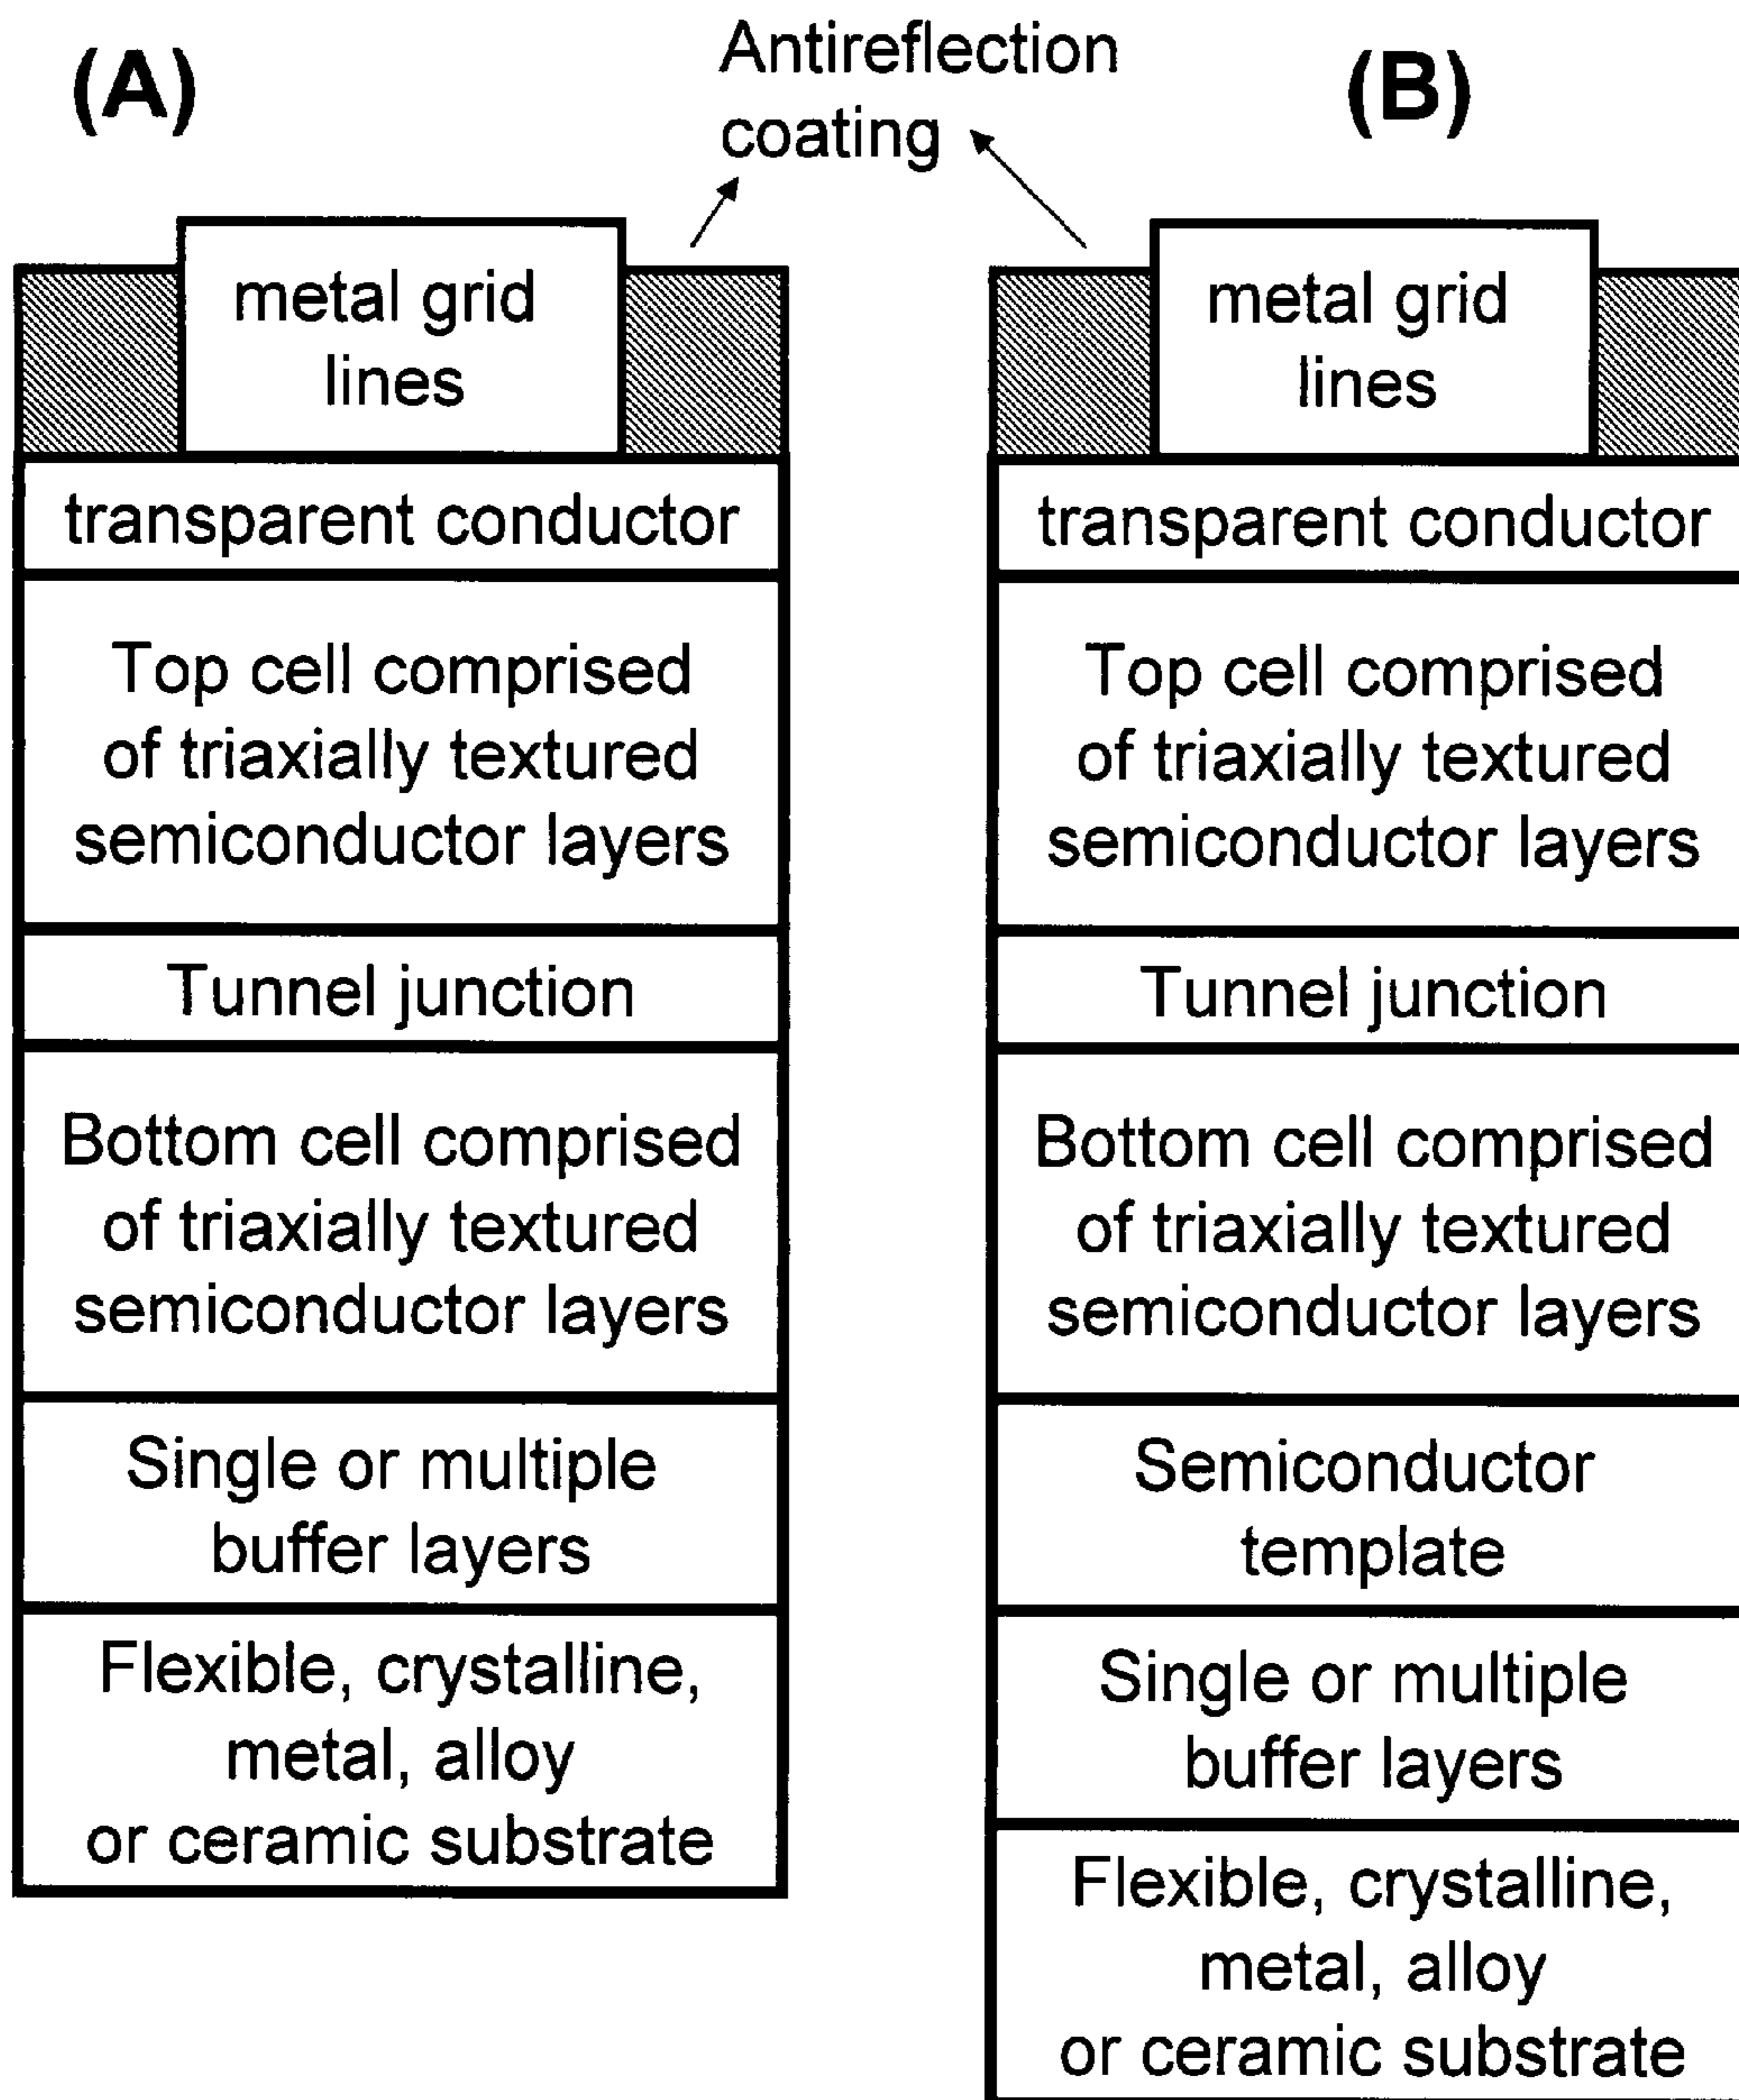 (A)
Antireflection
coating
(B)
metal grid
lines
transparent conductor
Top cell comprised
of triaxially textured
semiconductor layers
Tunnel junction
Bottom cell comprised
of triaxially textured
semiconductor layers
Single or multiple
buffer layers
Flexible, crystalline,
metal, alloy
or ceramic substrate
metal grid
lines
transparent conductor
Top cell comprised
of triaxially textured
semiconductor layers
Tunnel junction
Bottom cell comprised
of triaxially textured
semiconductor layers
Semiconductor
template
Single or multiple
buffer layers
Flexible, crystalline,
metal, alloy
or ceramic substrate